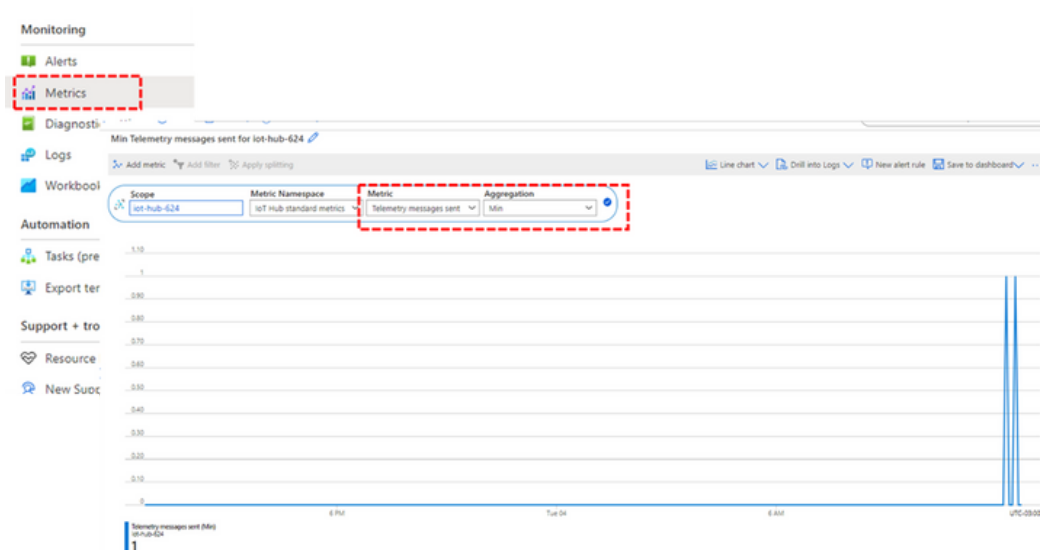 Monitoring
Alerts
Metrics
Diagnosti
Logs
Workbook
Automation
Tasks (pre
Export ter
Support + tro
Resource
New Supp
Min Telemetry messages sent for iot-hub-624
Add metric Add filter Apply splitting Line chart Drill into Logs New alert rule Save to dashboard ...
Scope Metric Namespace Metric Aggregation
iot-hub-624 IoT Hub standard metrics Telemetry messages sent Min
1.10
1
0.90
0.80
0.70
0.60
0.50
0.40
0.30
0.20
0.10
0
6 PM Tue 04 6 AM UTC-03:00
Telemetry messages sent (Min)
iot-hub-624
1